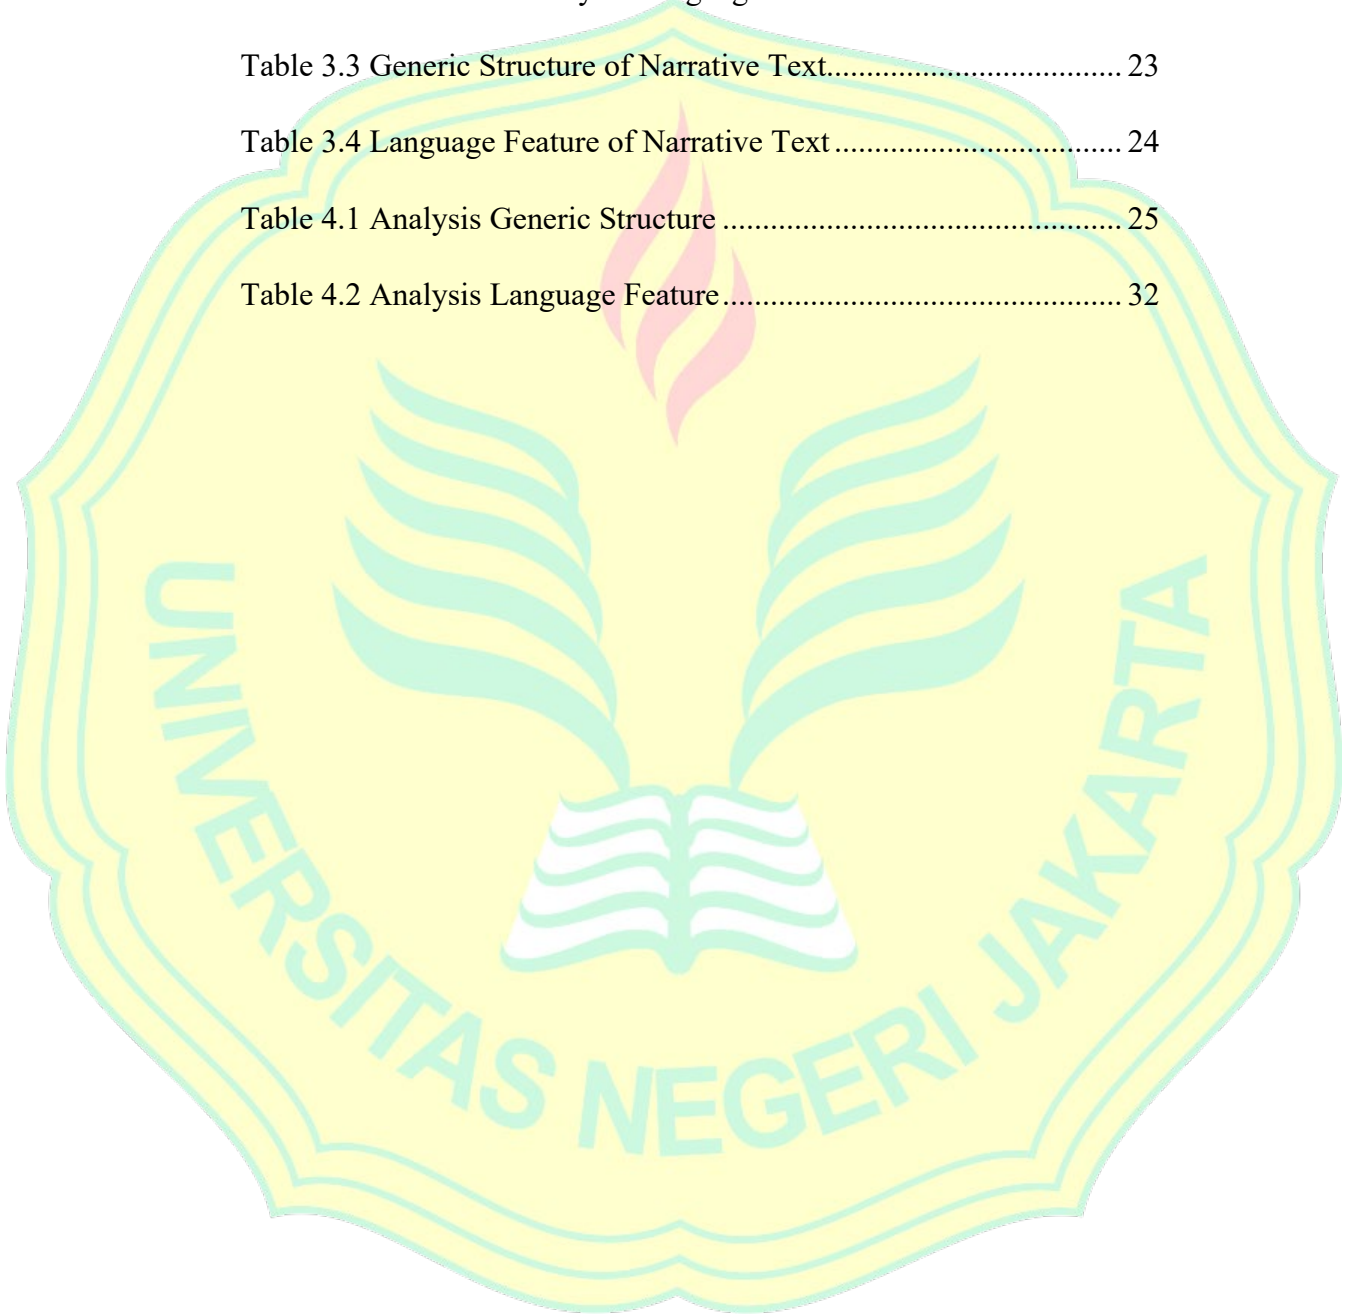 Table 3.3 Generic Structure of Narrative Text.................................... 23
Table 3.4 Language Feature of Narrative Text ................................... 24
Table 4.1 Analysis Generic Structure ................................................. 25
Table 4.2 Analysis Language Feature................................................. 32
UNIVERSITAS NEGERI JAKARTA